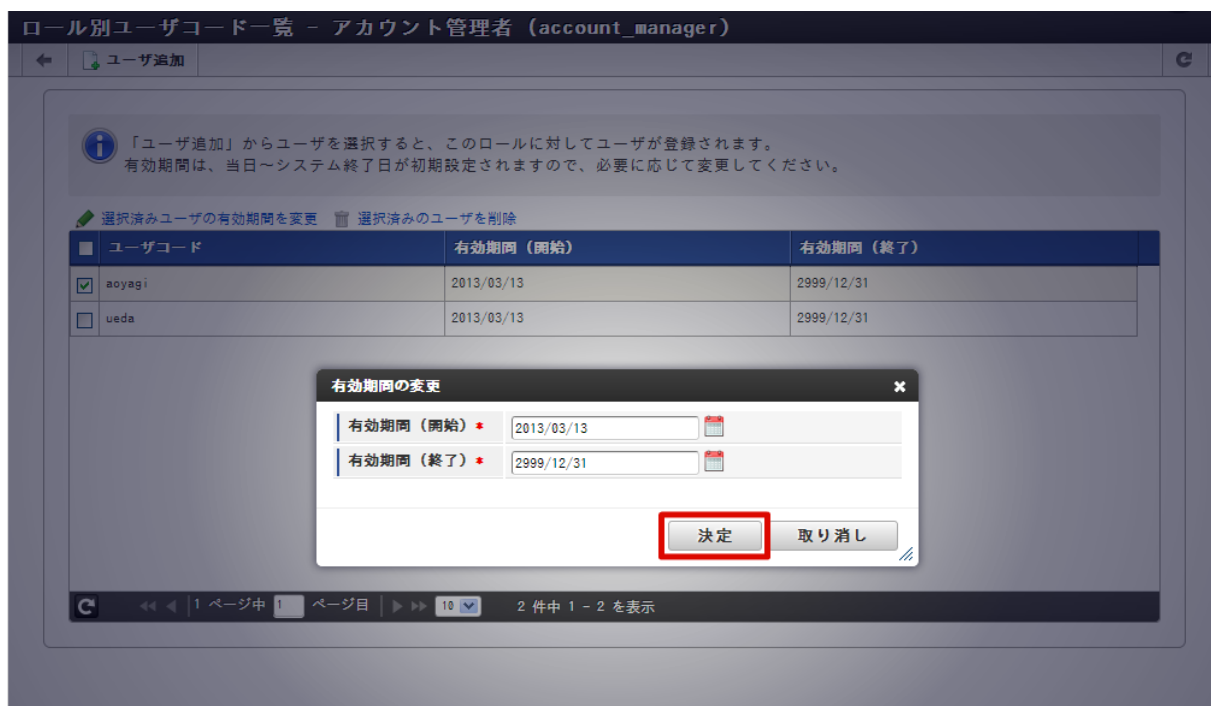 ロール別ユーザコード一覧 - アカウント管理者 (account_manager)
ユーザ追加
「ユーザ追加」からユーザを選択すると、このロールに対してユーザが登録されます。
有効期間は、当日～システム終了日が初期設定されますので、必要に応じて変更してください。
選択済みユーザの有効期間を変更 選択済みのユーザを削除
ユーザコード 有効期間（開始） 有効期間（終了）
aoyagi 2013/03/13 2999/12/31
ueda 2013/03/13 2999/12/31
有効期間の変更
有効期間（開始）* 2013/03/13
有効期間（終了）* 2999/12/31
決定 取り消し
1 ページ中 1 ページ目 10 2 件中 1 - 2 を表示